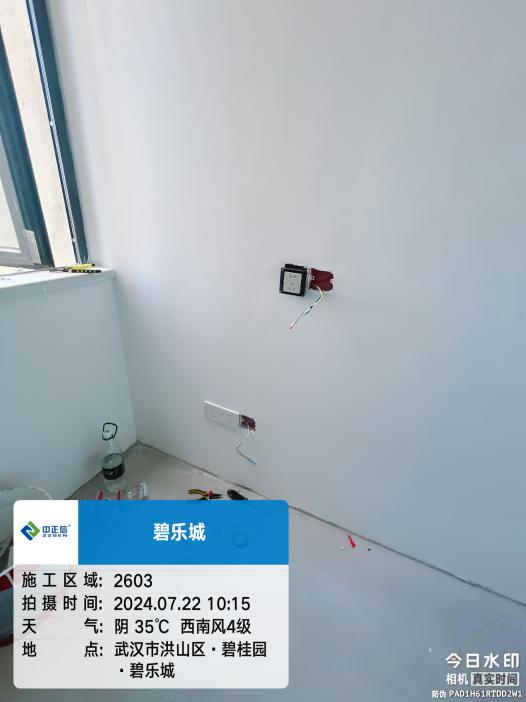 中正信
ZZSEN
碧乐城
施工区域: 2603
拍摄时间: 2024.07.22 10:15
天气: 阴 35℃ 西南风4级
地点: 武汉市洪山区·碧桂园
·碧乐城
今日水印
相机 真实时间
防伪 PAD1H61RTDD2W1